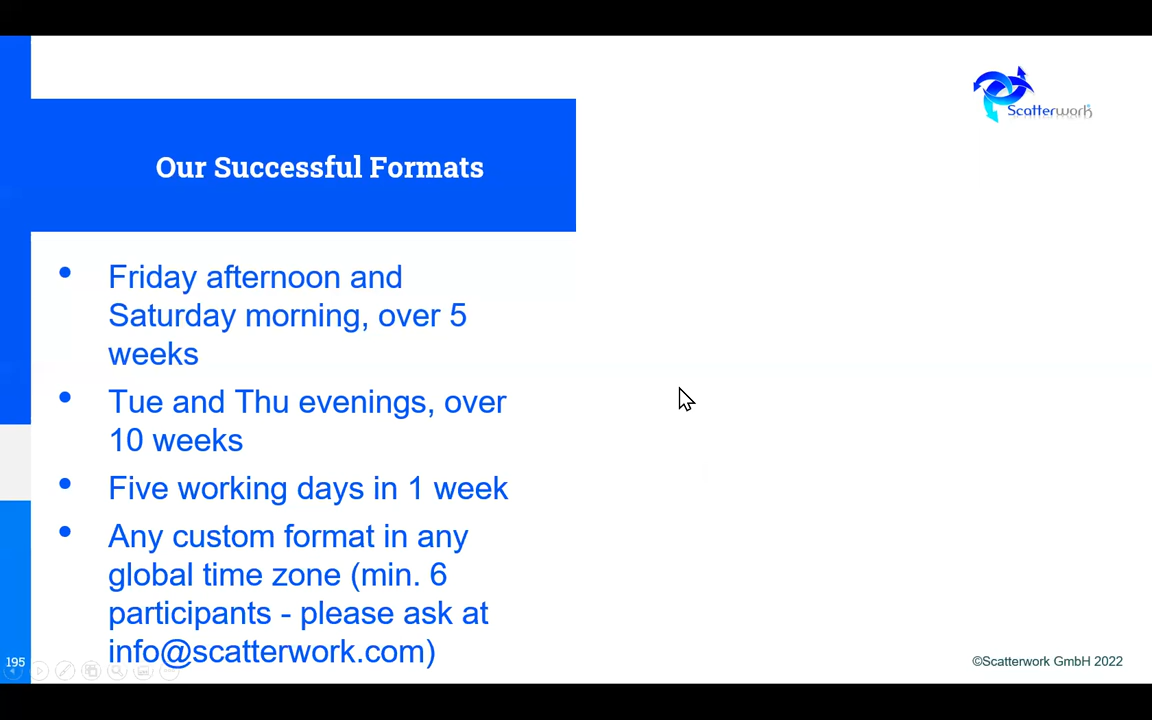 Scatterwork
Our Successful Formats
• Friday afternoon and
Saturday morning, over 5
weeks
• Tue and Thu evenings, over
10 weeks
• Five working days in 1 week
• Any custom format in any
global time zone (min. 6
participants - please ask at
info@scatterwork.com)
195
©Scatterwork GmbH 2022